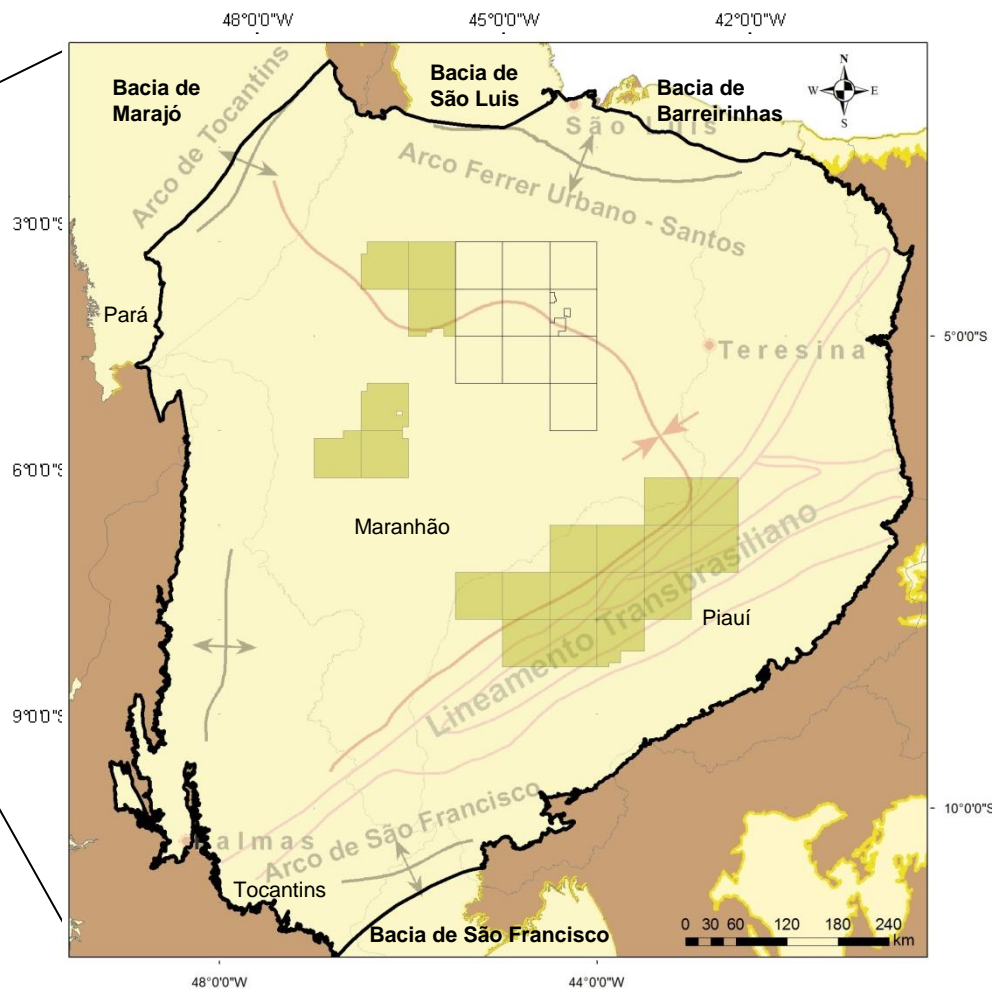 48°0'0"W
45°0'0"W
42°0'0"W
Bacia de
Marajó
Bacia de
São Luis
Bacia de
Barreirinhas
N
W
E
S
Arco de Tocantins
São Luis
Arco Ferrer Urbano - Santos
3°0'0"S
Pará
Teresina
5°0'0"S
6°0'0"S
Maranhão
Lineamento Transbrasiliano
Piauí
9°0'0"S
10°0'0"S
Palmas
Arco de São Francisco
Tocantins
Bacia de São Francisco
0 30 60 120 180 240
km
48°0'0"W
44°0'0"W